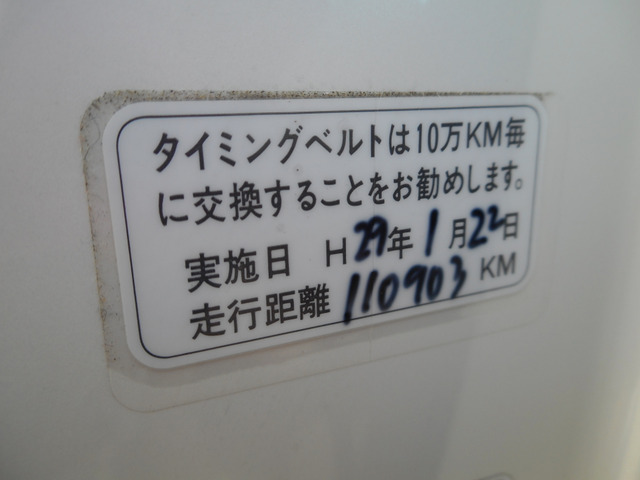 タイミングベルトは10万KM毎
に交換することをお勧めします。
実施日 H29年1月22日
走行距離 110903 KM